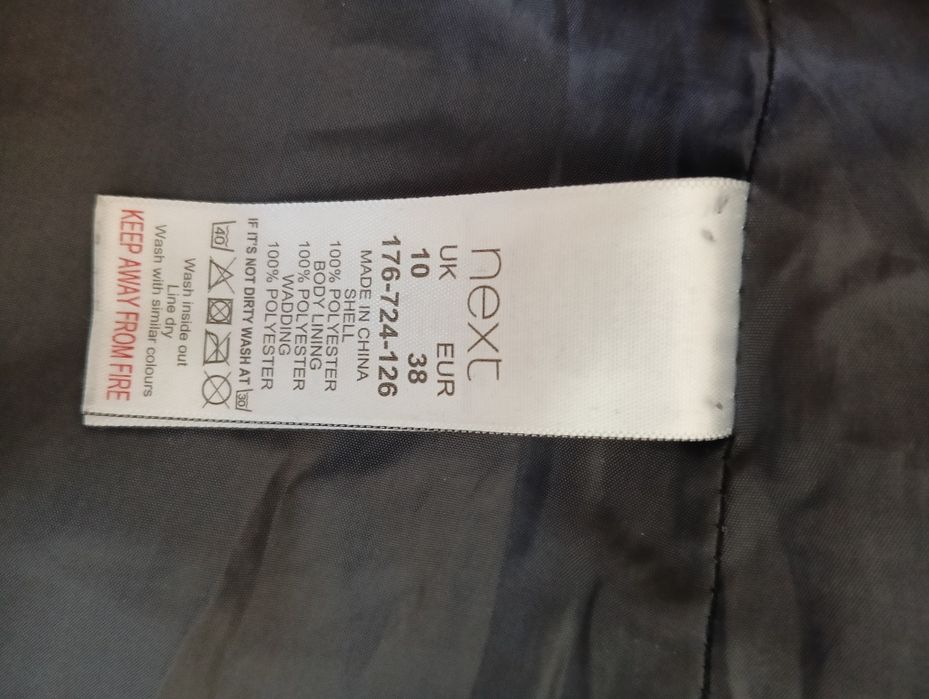 next
UK EUR
10 38
176-724-126
MADE IN CHINA
SHELL
100% POLYESTER
BODY LINING
100% POLYESTER
WADDING
100% POLYESTER
IF IT'S NOT DIRTY WASH AT 30
40
Wash inside out
Line dry
Wash with similar colours
KEEP AWAY FROM FIRE